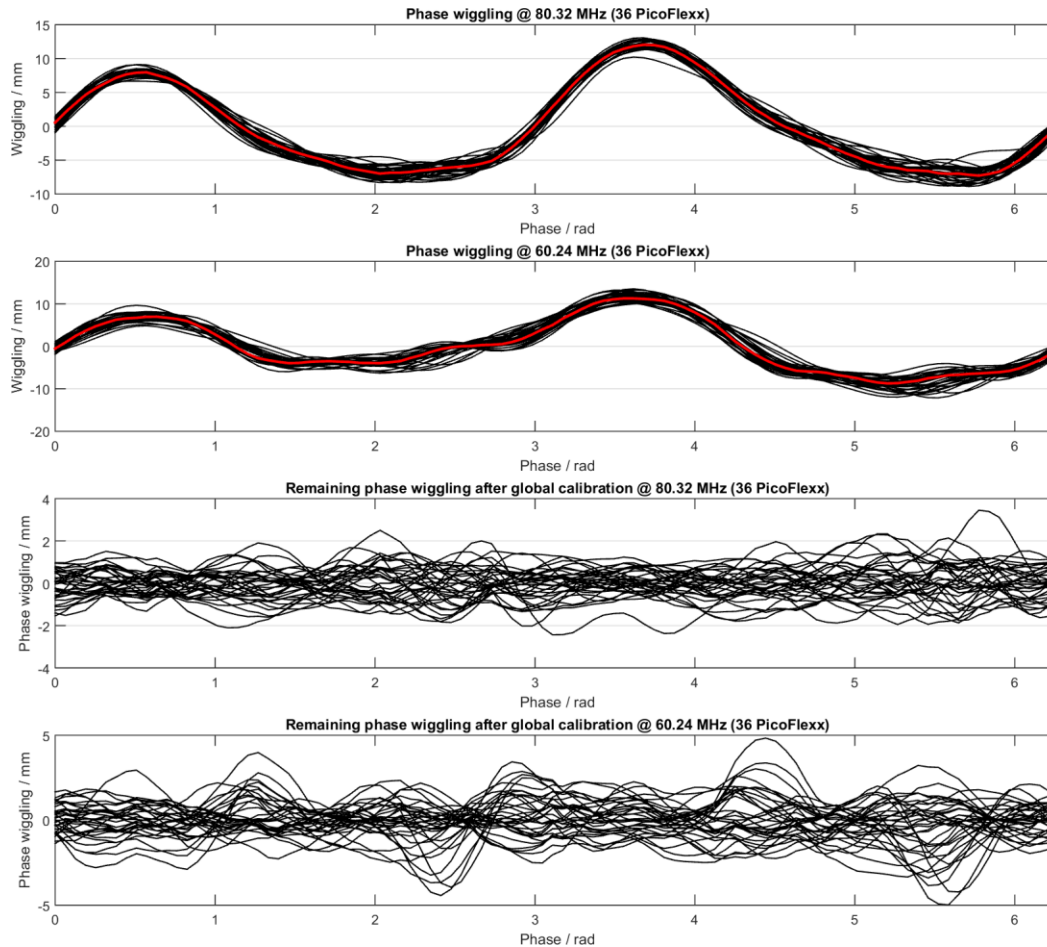 Phase wiggling @ 80.32 MHz (36 PicoFlexx)
15
10
5
0
-5
-10
Wiggling / mm
0 1 2 3 4 5 6
Phase / rad
Phase wiggling @ 60.24 MHz (36 PicoFlexx)
20
10
0
-10
-20
Wiggling / mm
0 1 2 3 4 5 6
Phase / rad
Remaining phase wiggling after global calibration @ 80.32 MHz (36 PicoFlexx)
4
2
0
-2
-4
Phase wiggling / mm
0 1 2 3 4 5 6
Phase / rad
Remaining phase wiggling after global calibration @ 60.24 MHz (36 PicoFlexx)
5
0
-5
Phase wiggling / mm
0 1 2 3 4 5 6
Phase / rad